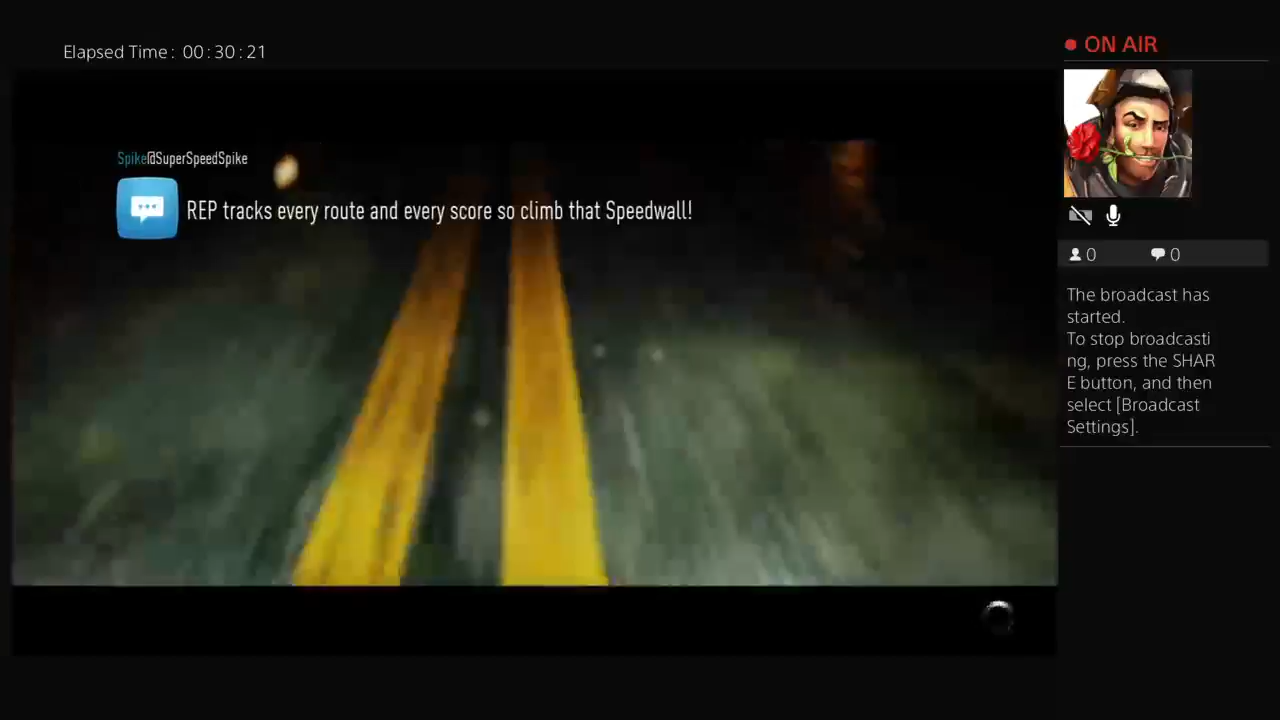 Elapsed Time: 00:30:21
ON AIR
Spike@SuperSpeedSpike
REP tracks every route and every score so climb that Speedwall!
0 0
The broadcast has
started.
To stop broadcasti
ng, press the SHAR
E button, and then
select [Broadcast
Settings].